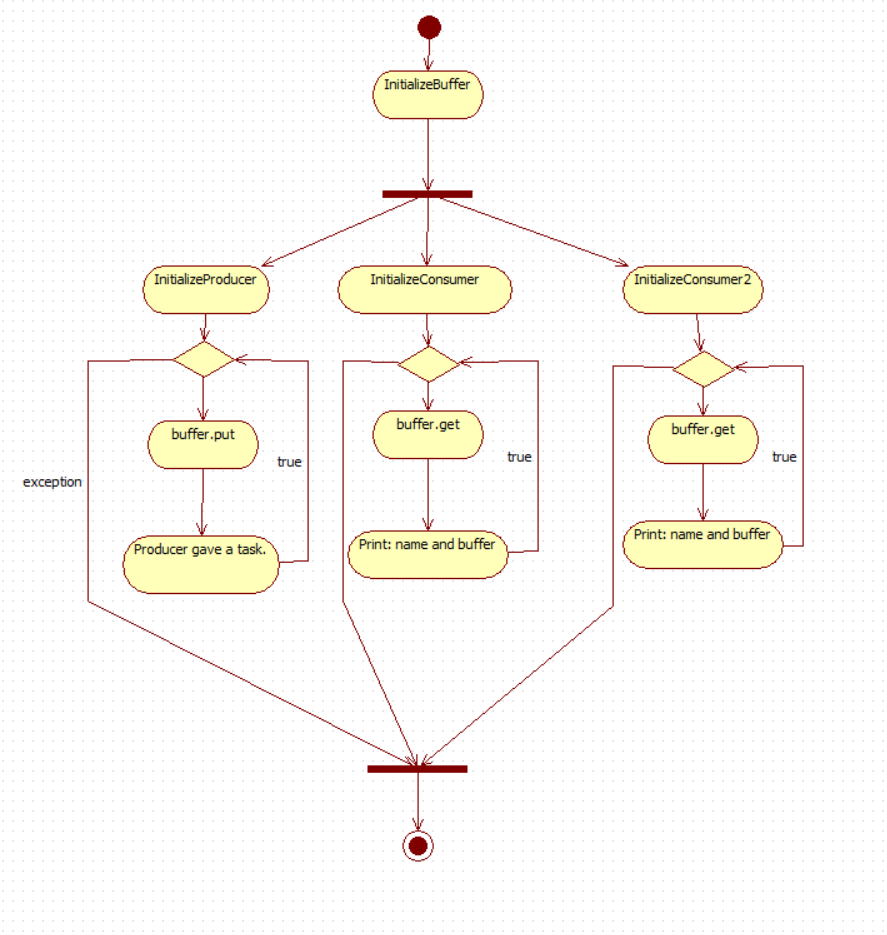 InitializeBuffer
InitializeProducer
InitializeConsumer
InitializeConsumer2
buffer.put
buffer.get
buffer.get
true
true
true
exception
Producer gave a task.
Print: name and buffer
Print: name and buffer